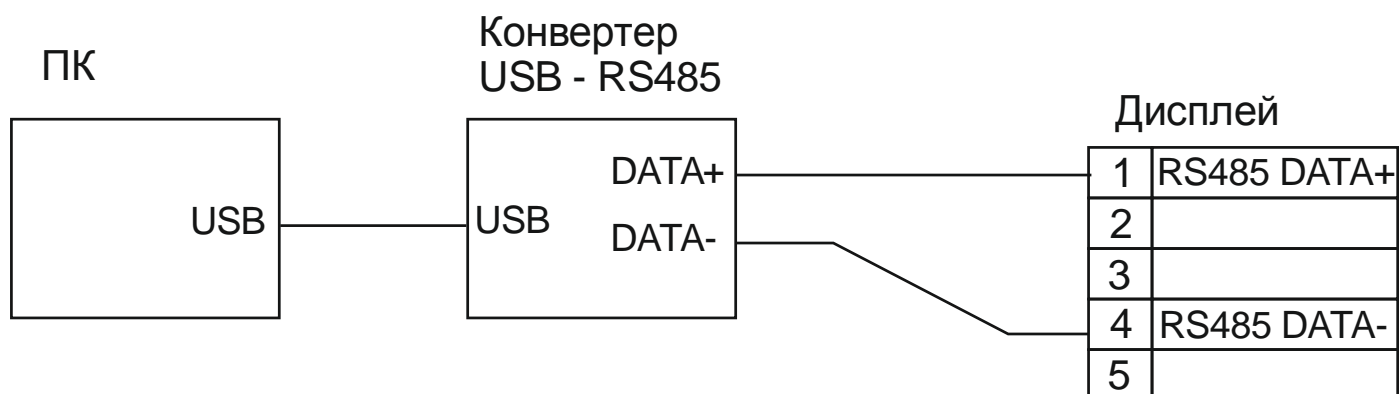 ПК
Конвертер
USB - RS485
Дисплей
USB
USB
DATA+
DATA-
1 RS485 DATA+
2
3
4 RS485 DATA-
5